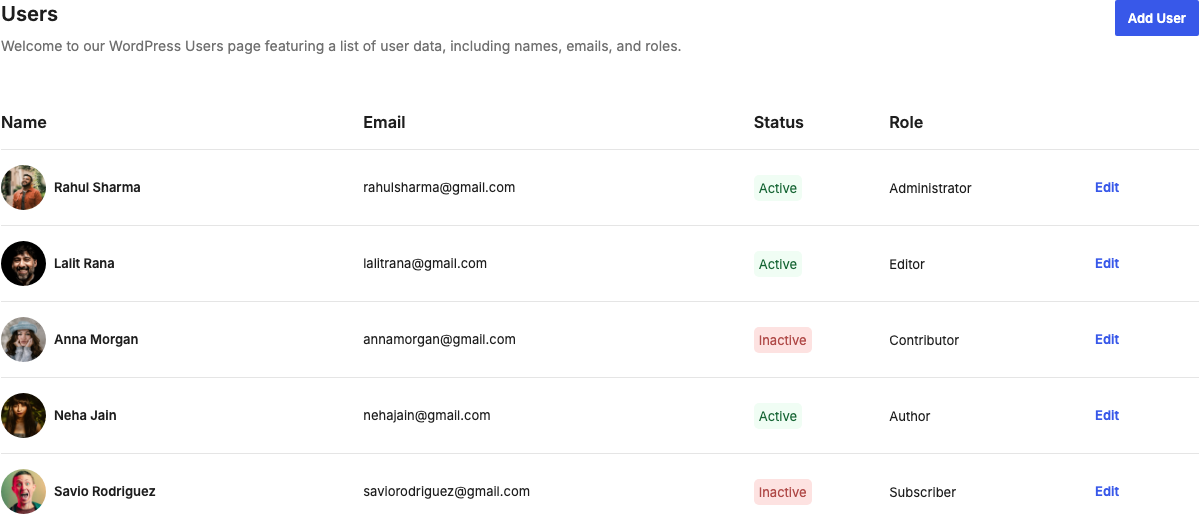 Users
Add User
Welcome to our WordPress Users page featuring a list of user data, including names, emails, and roles.
Name Email Status Role
Rahul Sharma rahulsharma@gmail.com Active Administrator Edit
Lalit Rana lalitrana@gmail.com Active Editor Edit
Anna Morgan annamorgan@gmail.com Inactive Contributor Edit
Neha Jain nehajain@gmail.com Active Author Edit
Savio Rodriguez saviorodriguez@gmail.com Inactive Subscriber Edit